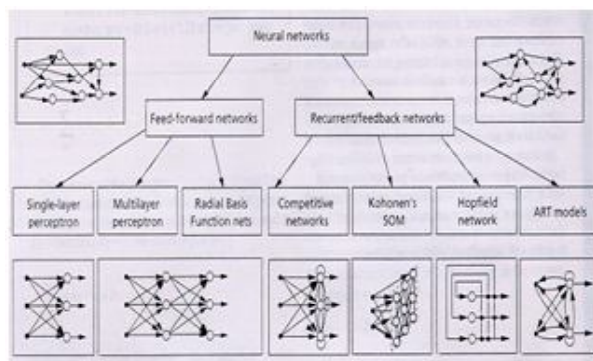 Neural networks
Feed-forward networks
Recurrent/feedback networks
Single-layer
perceptron
Multilayer
perceptron
Radial Basis
Function nets
Competitive
networks
Kohonen's
SOM
Hopfield
network
ART models